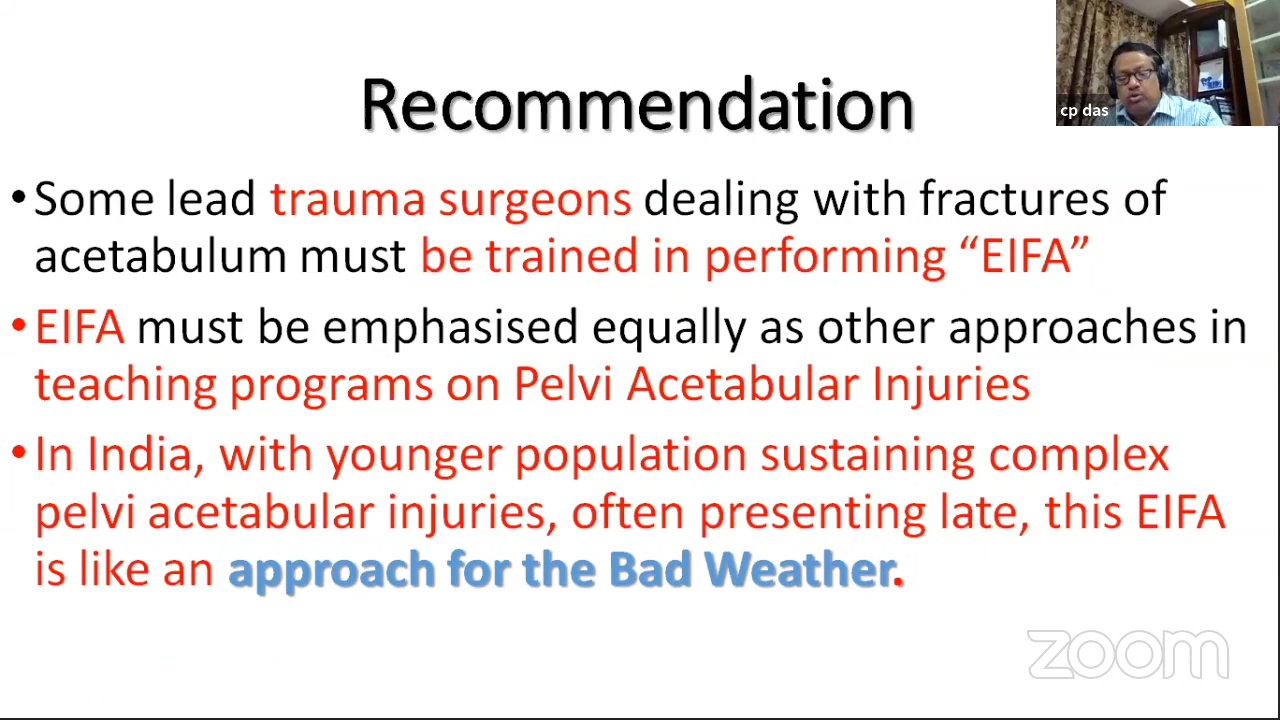 Recommendation
cp das
•Some lead trauma surgeons dealing with fractures of
acetabulum must be trained in performing “EIFA”
•EIFA must be emphasised equally as other approaches in
teaching programs on Pelvi Acetabular Injuries
•In India, with younger population sustaining complex
pelvi acetabular injuries, often presenting late, this EIFA
is like an approach for the Bad Weather.
zoom